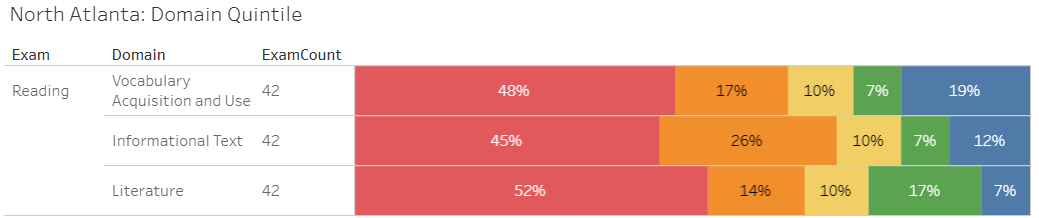 North Atlanta: Domain Quintile
Exam Domain ExamCount
Reading Vocabulary Acquisition and Use 42 48% 17% 10% 7% 19%
Informational Text 42 45% 26% 10% 7% 12%
Literature 42 52% 14% 10% 17% 7%